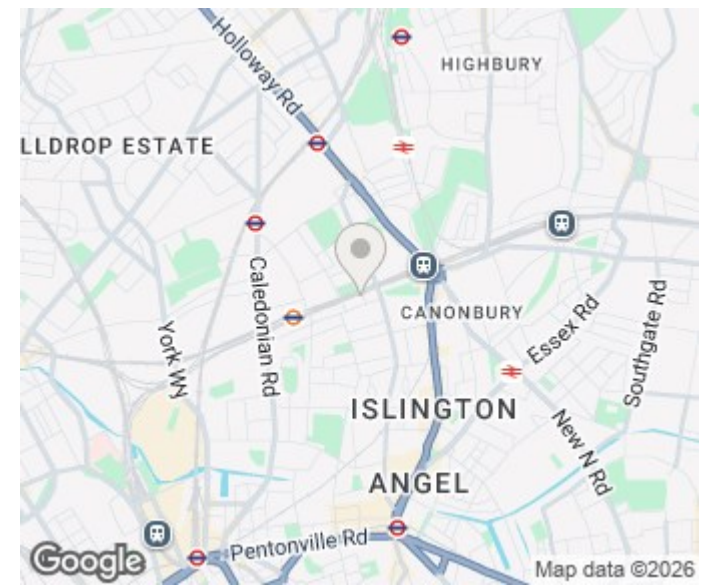 Holloway Rd
HIGHBURY
LLDROP ESTATE
Caledonian Rd
York WY
CANONBURY
Essex Rd
Southgate Rd
ISLINGTON
New N Rd
ANGEL
Pentonville Rd
Google
Map data ©2026